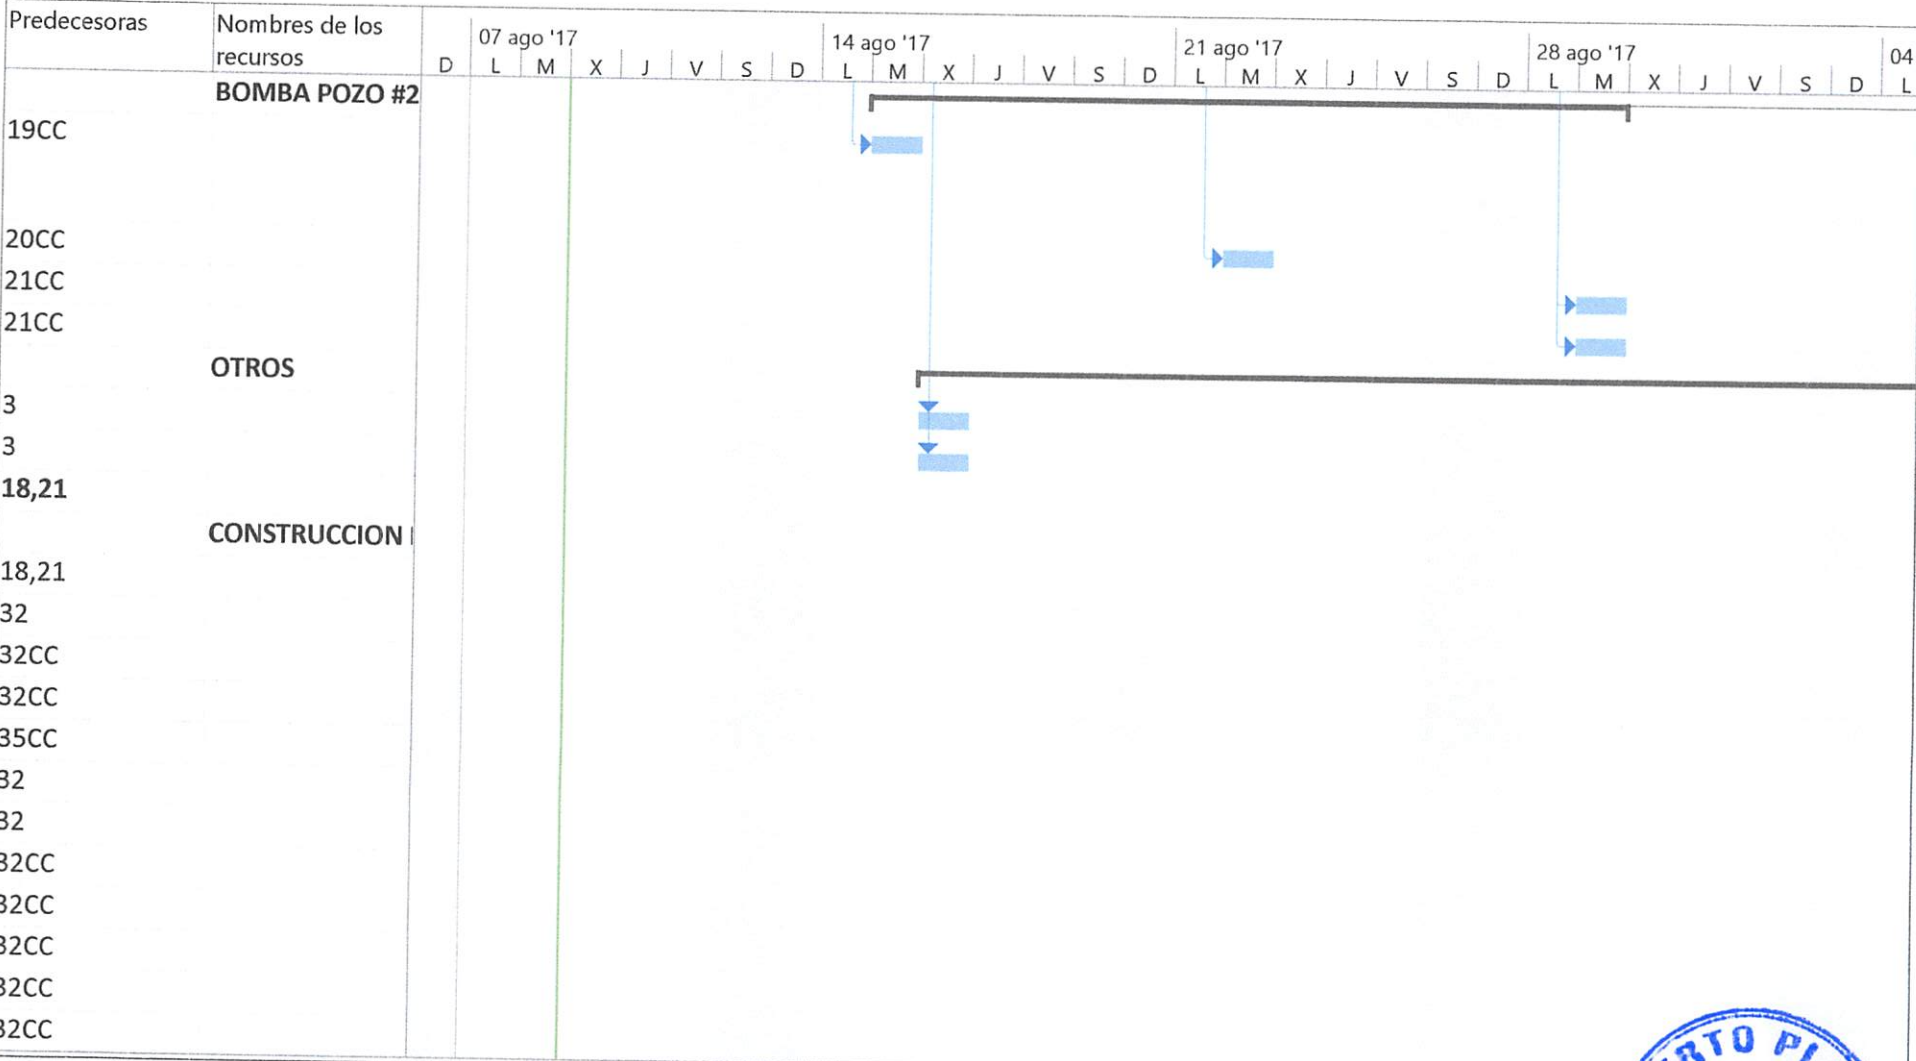 Predecesoras Nombres de los recursos
07 ago '17 14 ago '17 21 ago '17 28 ago '17 04
D L M X J V S D L M X J V S D L M X J V S D L M X J V S D L
BOMBA POZO #2
19CC
20CC
21CC
21CC
OTROS
3
3
18,21
CONSTRUCCION
18,21
32
32CC
32CC
35CC
32
32
32CC
32CC
32CC
32CC
32CC